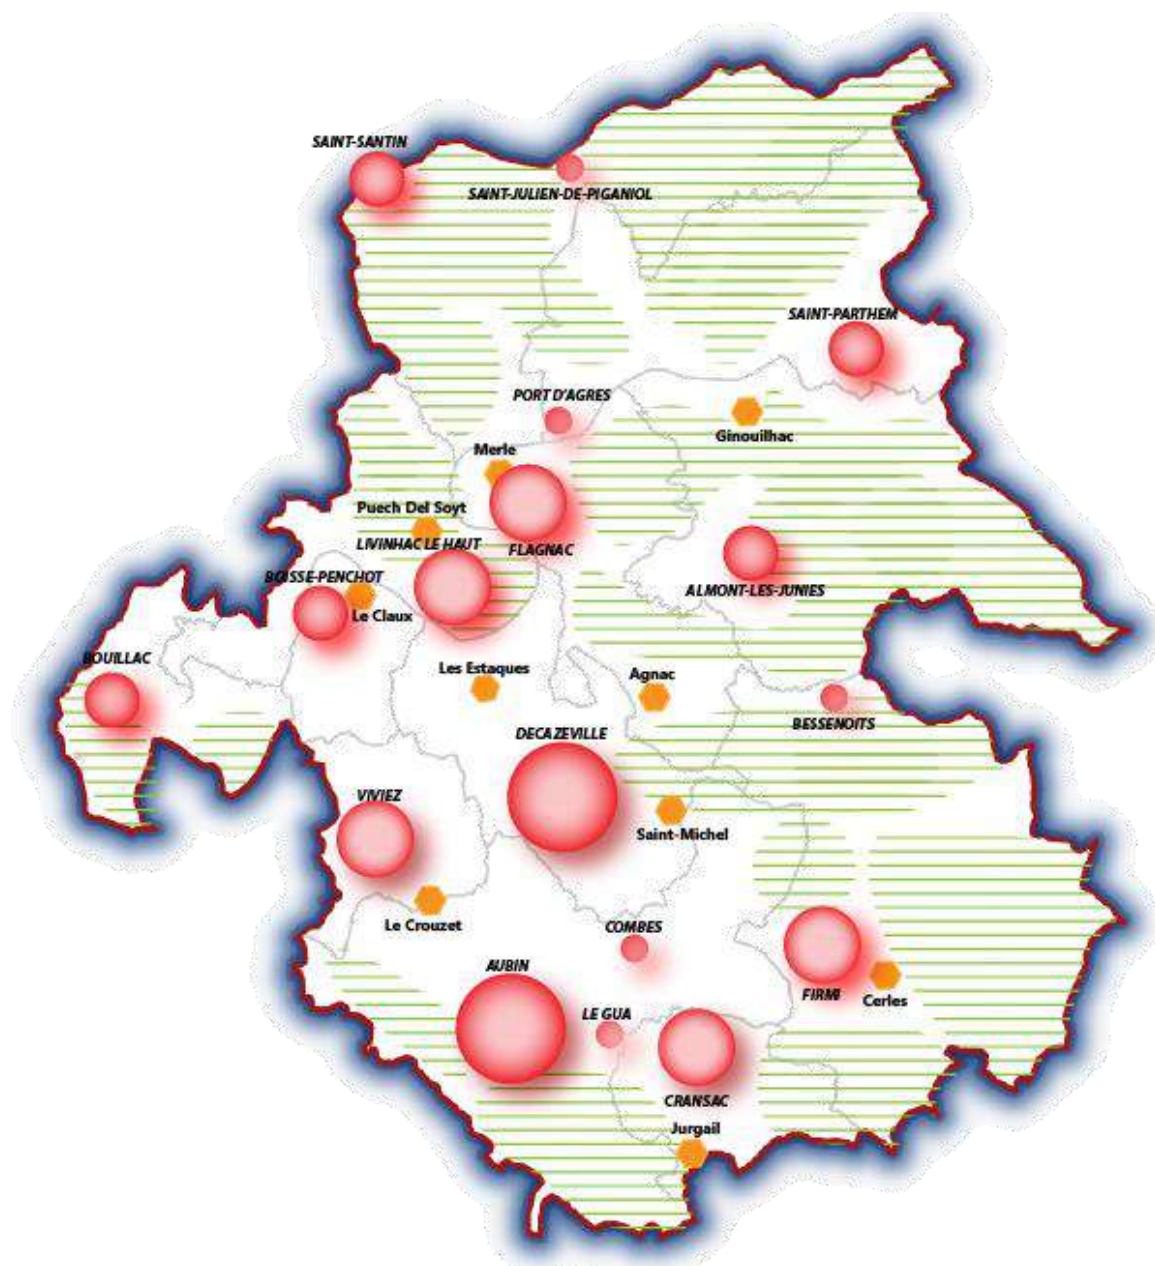 SAINT-SANTIN
SAINT-JULIEN-DE-PIGANIOL
SAINT-PARTHEM
PORT D'AGRES
Ginouilhac
Merle
Puech Del Soyt
LIVINHAC LE HAUT
FLAGNAC
BOISSE-PENCHOT
Le Claux
ALMONT-LES-JUNIES
BOUILLAC
Les Estaques
Agnac
BESSENOITS
DECAZEVILLE
VIVIEZ
Saint-Michel
Le Crouzet
COMBES
AUBIN
FIRMI
Cerles
LE GUA
CRANSAC
Jurgail